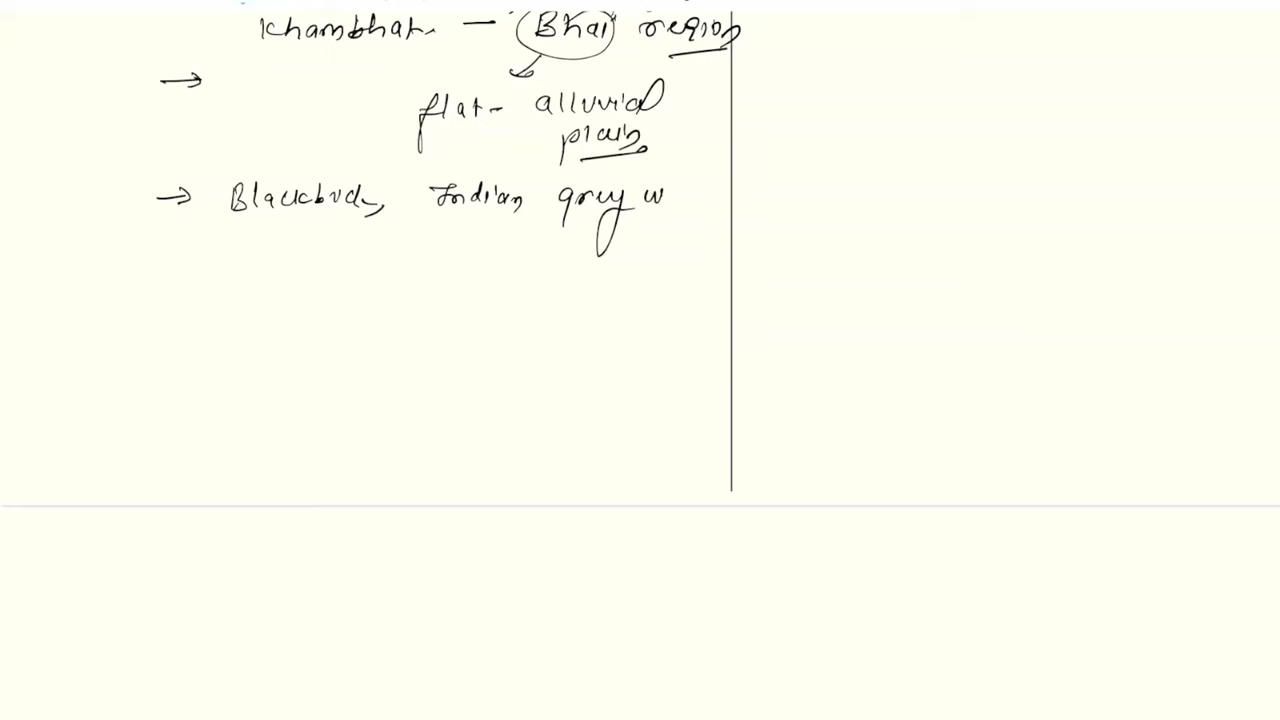 Khambhat - Bhal region
→
flat- alluvial
plain
→ Blackbuck, Indian grey w